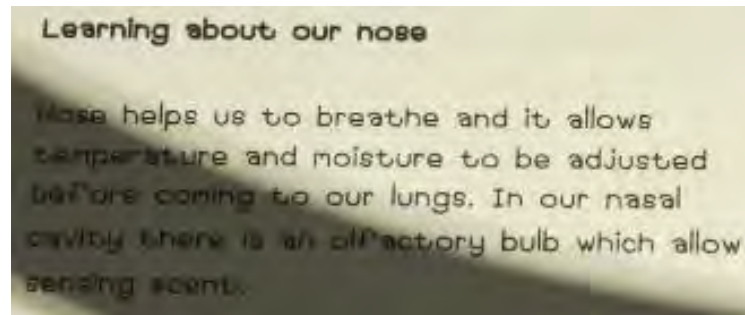 Learning about our nose
Nose helps us to breathe and it allows
temperature and moisture to be adjusted
before coming to our lungs. In our nasal
cavity there is an olfactory bulb which allow
sensing scent.